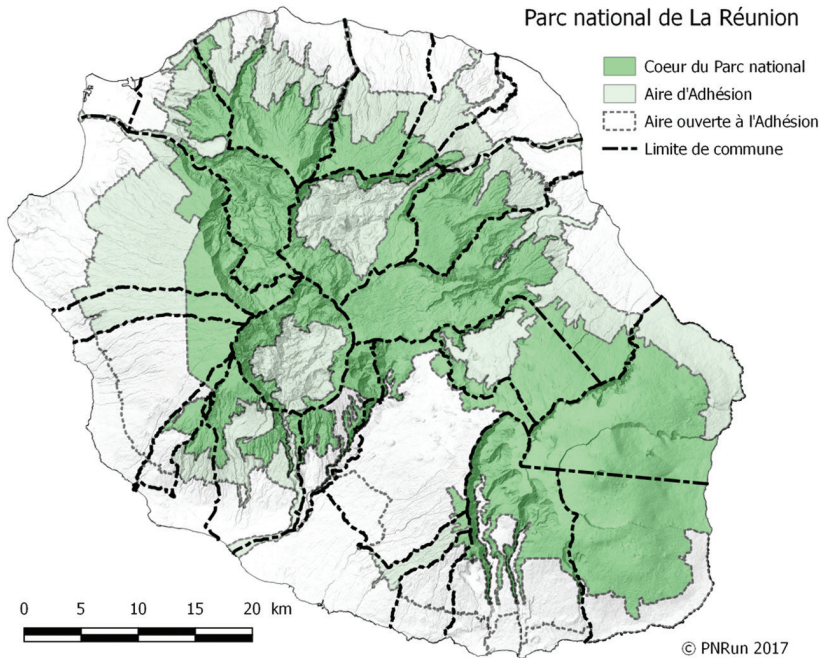 Parc national de La Réunion
Coeur du Parc national
Aire d'Adhésion
Aire ouverte à l'Adhésion
Limite de commune
0 5 10 15 20 km
© PNRun 2017